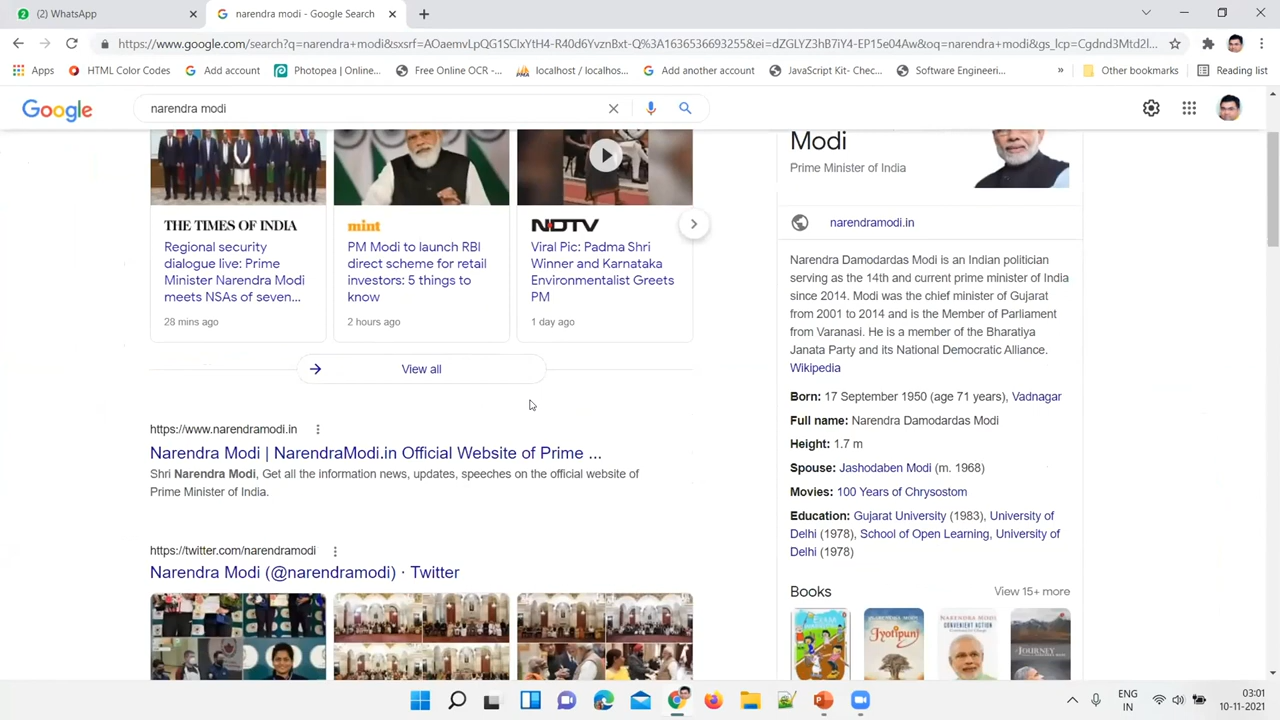 (2) WhatsApp
narendra modi - Google Search
https://www.google.com/search?q=narendra+modi&sxsrf=AOaemvLpQG1SClxYHt4-R40d6YvznBxt-Q%3A1636536693255&ei=dZGLYZ3hB7iY4-EP15e04Aw&oq=narendra+modi&gs_lcp=Cgdnd3Mtd2l...
Apps
HTML Color Codes
Add account
Photopea | Online...
Free Online OCR -...
localhost / localhos...
Add another account
JavaScript Kit- Chec...
Software Engineeri...
»
Other bookmarks
Reading list
Google
narendra modi
THE TIMES OF INDIA
Regional security
dialogue live: Prime
Minister Narendra Modi
meets NSAs of seven...
28 mins ago
mint
PM Modi to launch RBI
direct scheme for retail
investors: 5 things to
know
2 hours ago
NDTV
Viral Pic: Padma Shri
Winner and Karnataka
Environmentalist Greets
PM
1 day ago
View all
https://www.narendramodi.in
Narendra Modi | NarendraModi.in Official Website of Prime ...
Shri Narendra Modi, Get all the information news, updates, speeches on the official website of
Prime Minister of India.
https://twitter.com/narendramodi
Narendra Modi (@narendramodi) · Twitter
Modi
Prime Minister of India
narendramodi.in
Narendra Damodardas Modi is an Indian politician
serving as the 14th and current prime minister of India
since 2014. Modi was the chief minister of Gujarat
from 2001 to 2014 and is the Member of Parliament
from Varanasi. He is a member of the Bharatiya
Janata Party and its National Democratic Alliance.
Wikipedia
Born: 17 September 1950 (age 71 years), Vadnagar
Full name: Narendra Damodardas Modi
Height: 1.7 m
Spouse: Jashodaben Modi (m. 1968)
Movies: 100 Years of Chrysostom
Education: Gujarat University (1983), University of
Delhi (1978), School of Open Learning, University of
Delhi (1978)
Books
View 15+ more
Jyotipunj
CONVENIENT ACTION
JOURNEY
ENG
IN
03:01
10-11-2021